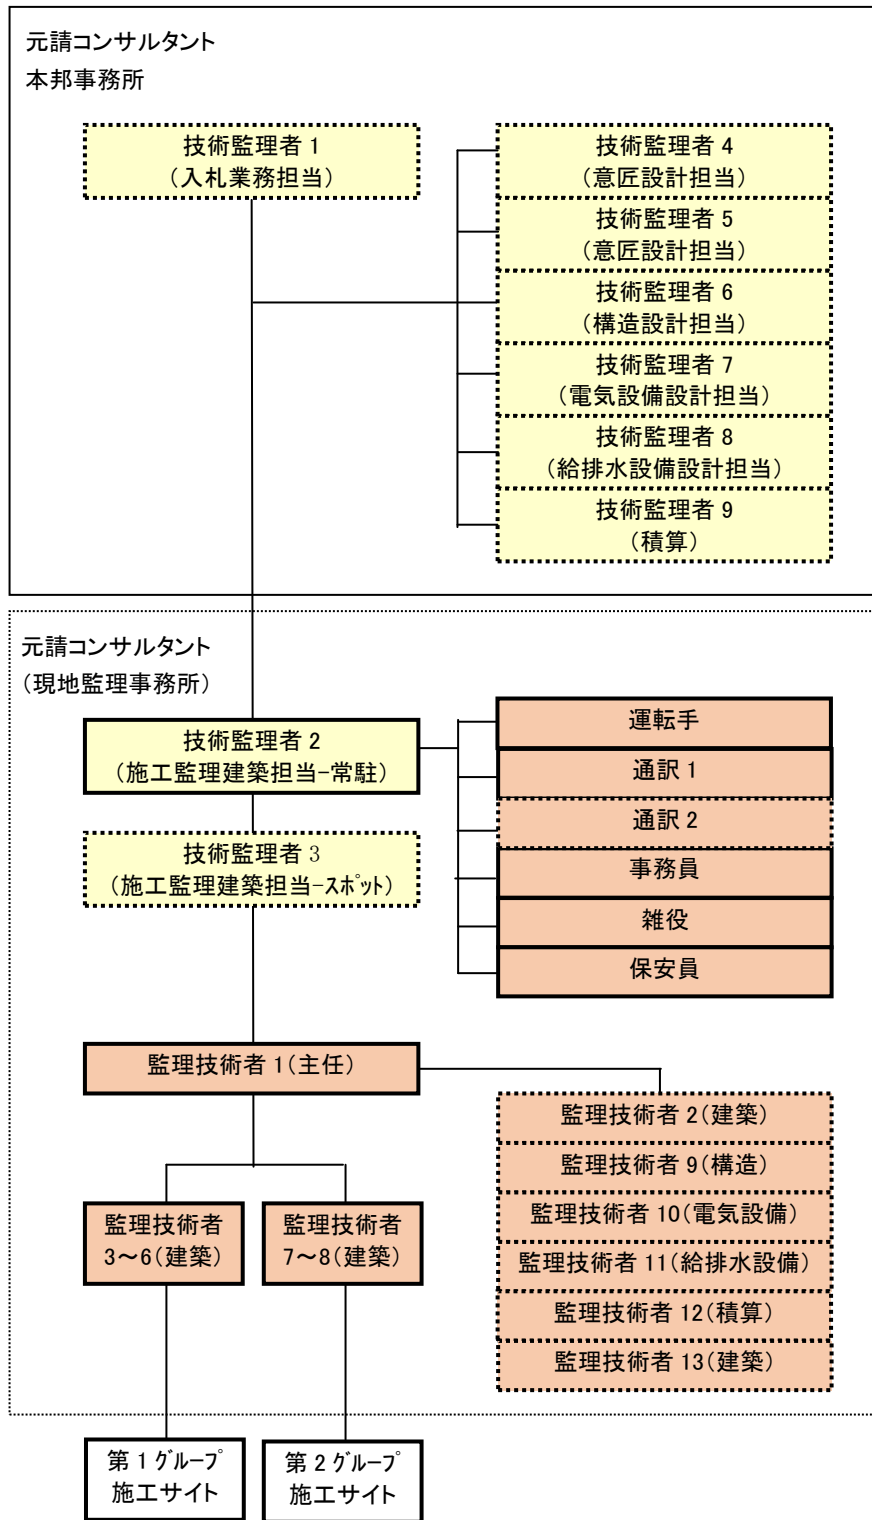 元請コンサルタント
本邦事務所
技術監理者 1
(入札業務担当)
技術監理者 4
(意匠設計担当)
技術監理者 5
(意匠設計担当)
技術監理者 6
(構造設計担当)
技術監理者 7
(電気設備設計担当)
技術監理者 8
(給排水設備設計担当)
技術監理者 9
(積算)
元請コンサルタント
(現地監理事務所)
技術監理者 2
(施工監理建築担当-常駐)
技術監理者 3
(施工監理建築担当-スポット)
運転手
通訳 1
通訳 2
事務員
雑役
保安員
監理技術者 1(主任)
監理技術者 2(建築)
監理技術者 9(構造)
監理技術者 10(電気設備)
監理技術者 11(給排水設備)
監理技術者 12(積算)
監理技術者 13(建築)
監理技術者
3~6(建築)
監理技術者
7~8(建築)
第 1 グループ
施工サイト
第 2 グループ
施工サイト